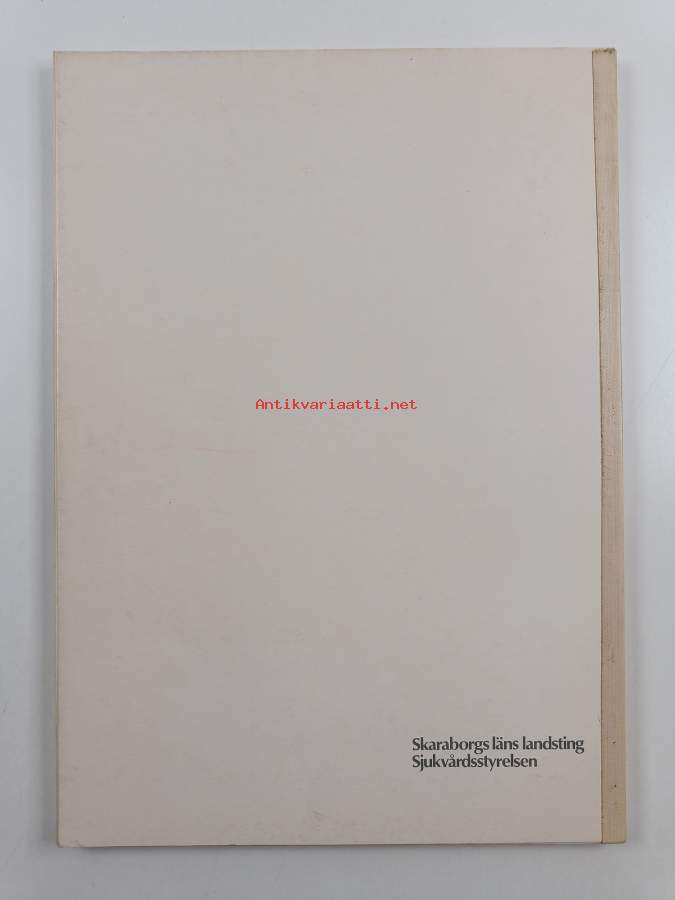 Antikvariaatti.net
Skaraborgs läns landsting
Sjukvårdsstyrelsen